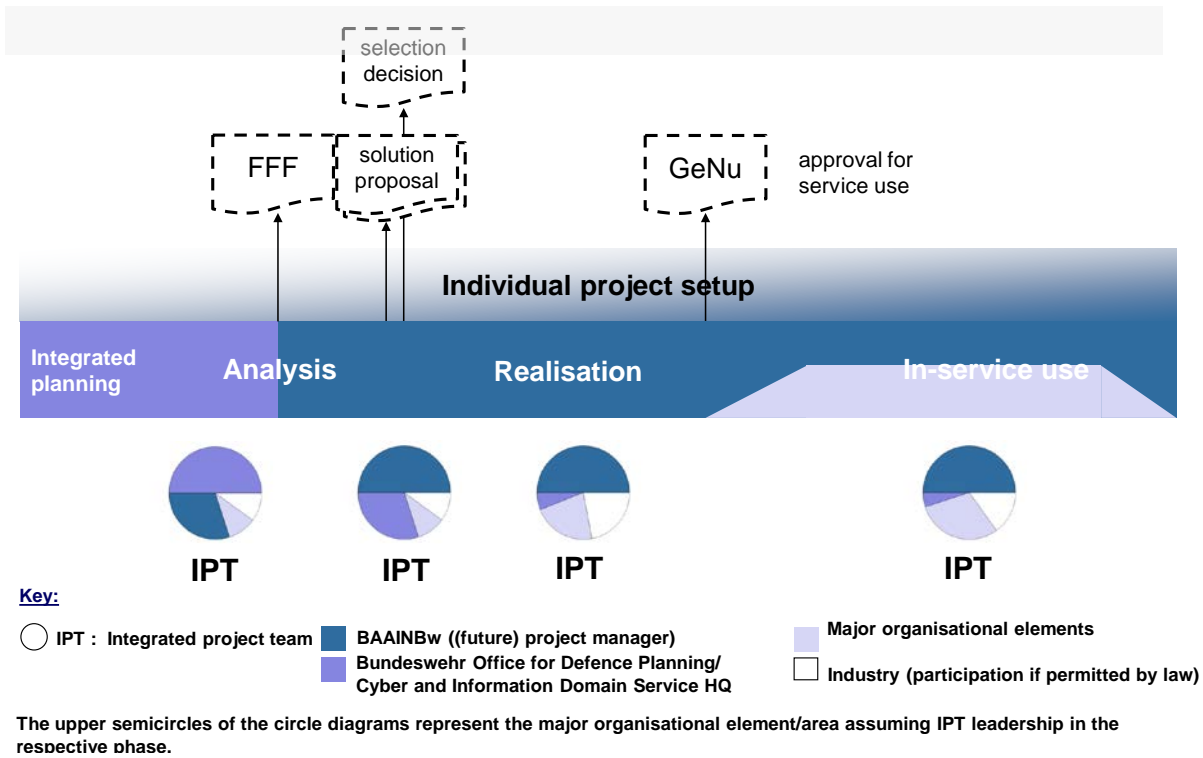 selection
decision
FFF
solution
proposal
GeNu
approval for
service use
Individual project setup
Integrated
planning
Analysis
Realisation
In-service use
IPT
IPT
IPT
IPT
Key:
IPT : Integrated project team
BAAINBw ((future) project manager)
Bundeswehr Office for Defence Planning/
Cyber and Information Domain Service HQ
Major organisational elements
Industry (participation if permitted by law)
The upper semicircles of the circle diagrams represent the major organisational element/area assuming IPT leadership in the
respective phase.